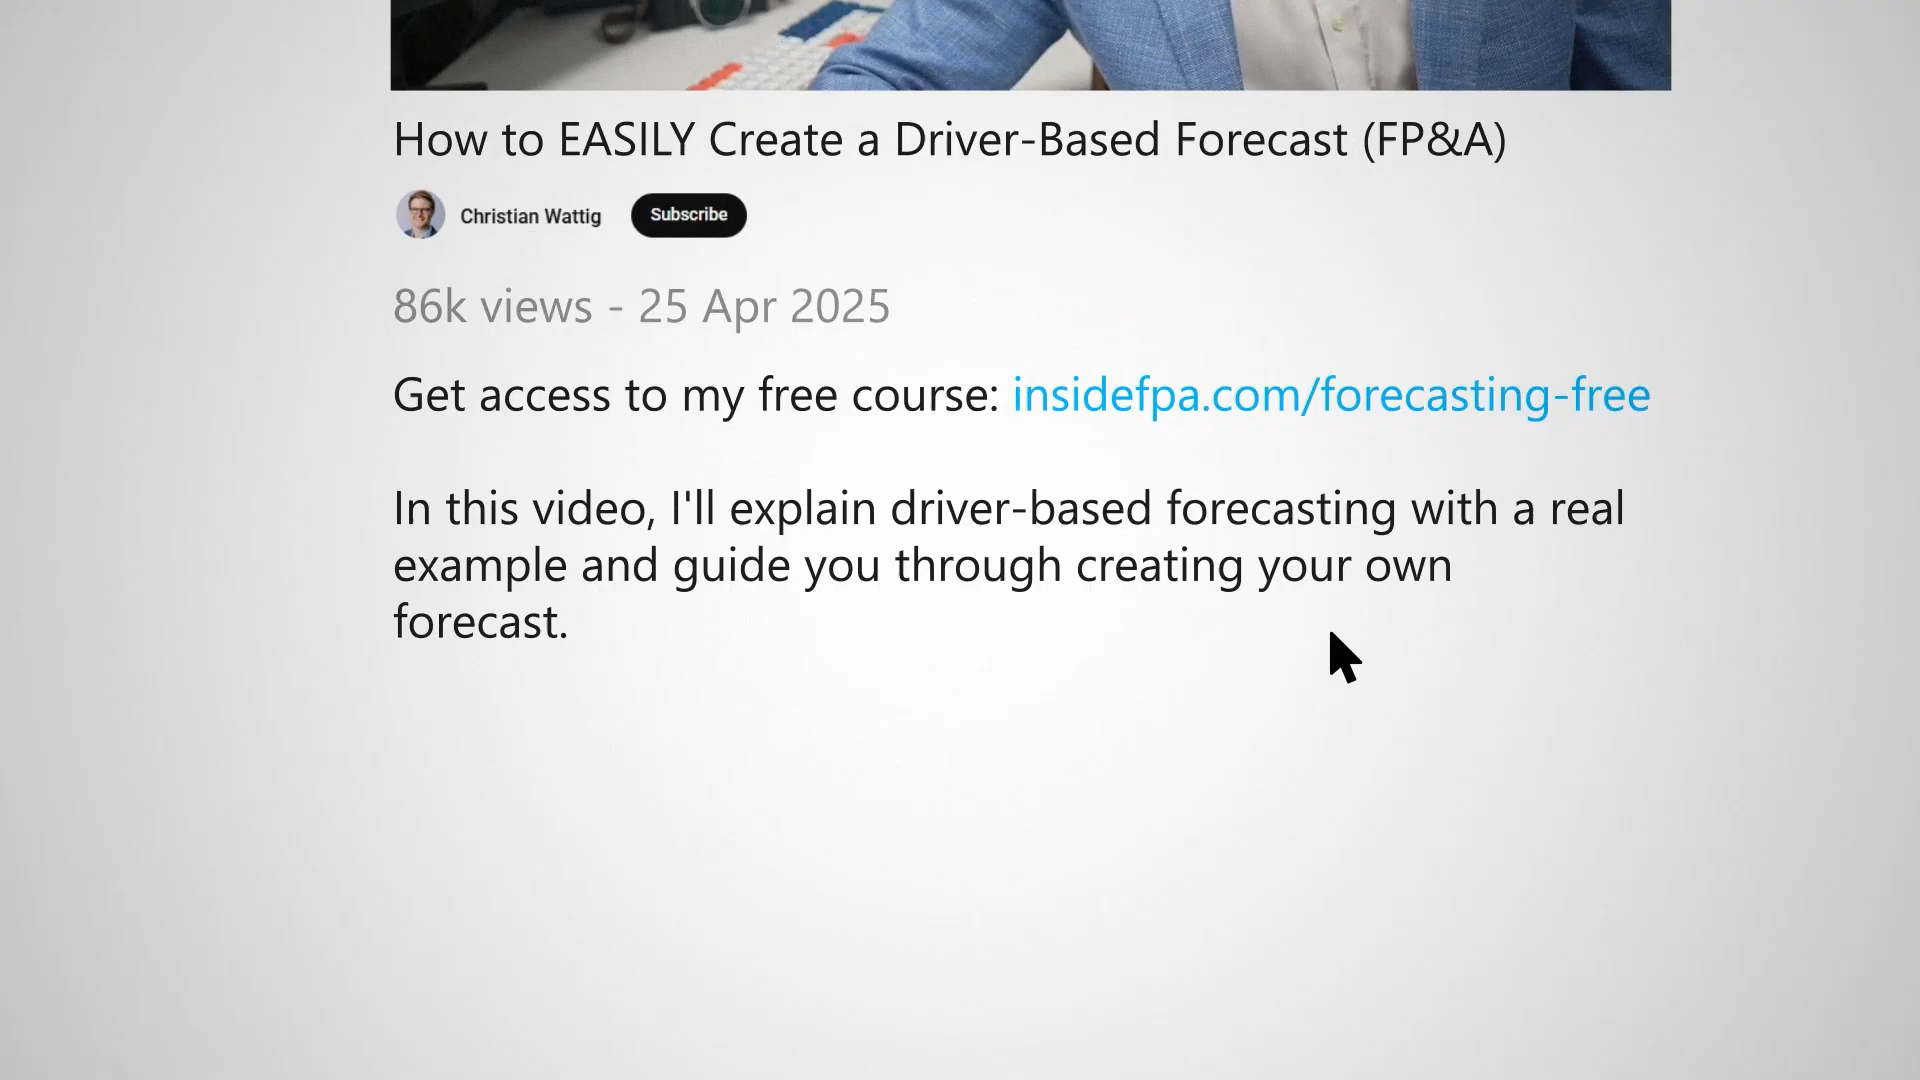 How to EASILY Create a Driver-Based Forecast (FP&A)
Christian Wattig
Subscribe
86k views - 25 Apr 2025
Get access to my free course: insidefpa.com/forecasting-free
In this video, I'll explain driver-based forecasting with a real
example and guide you through creating your own
forecast.